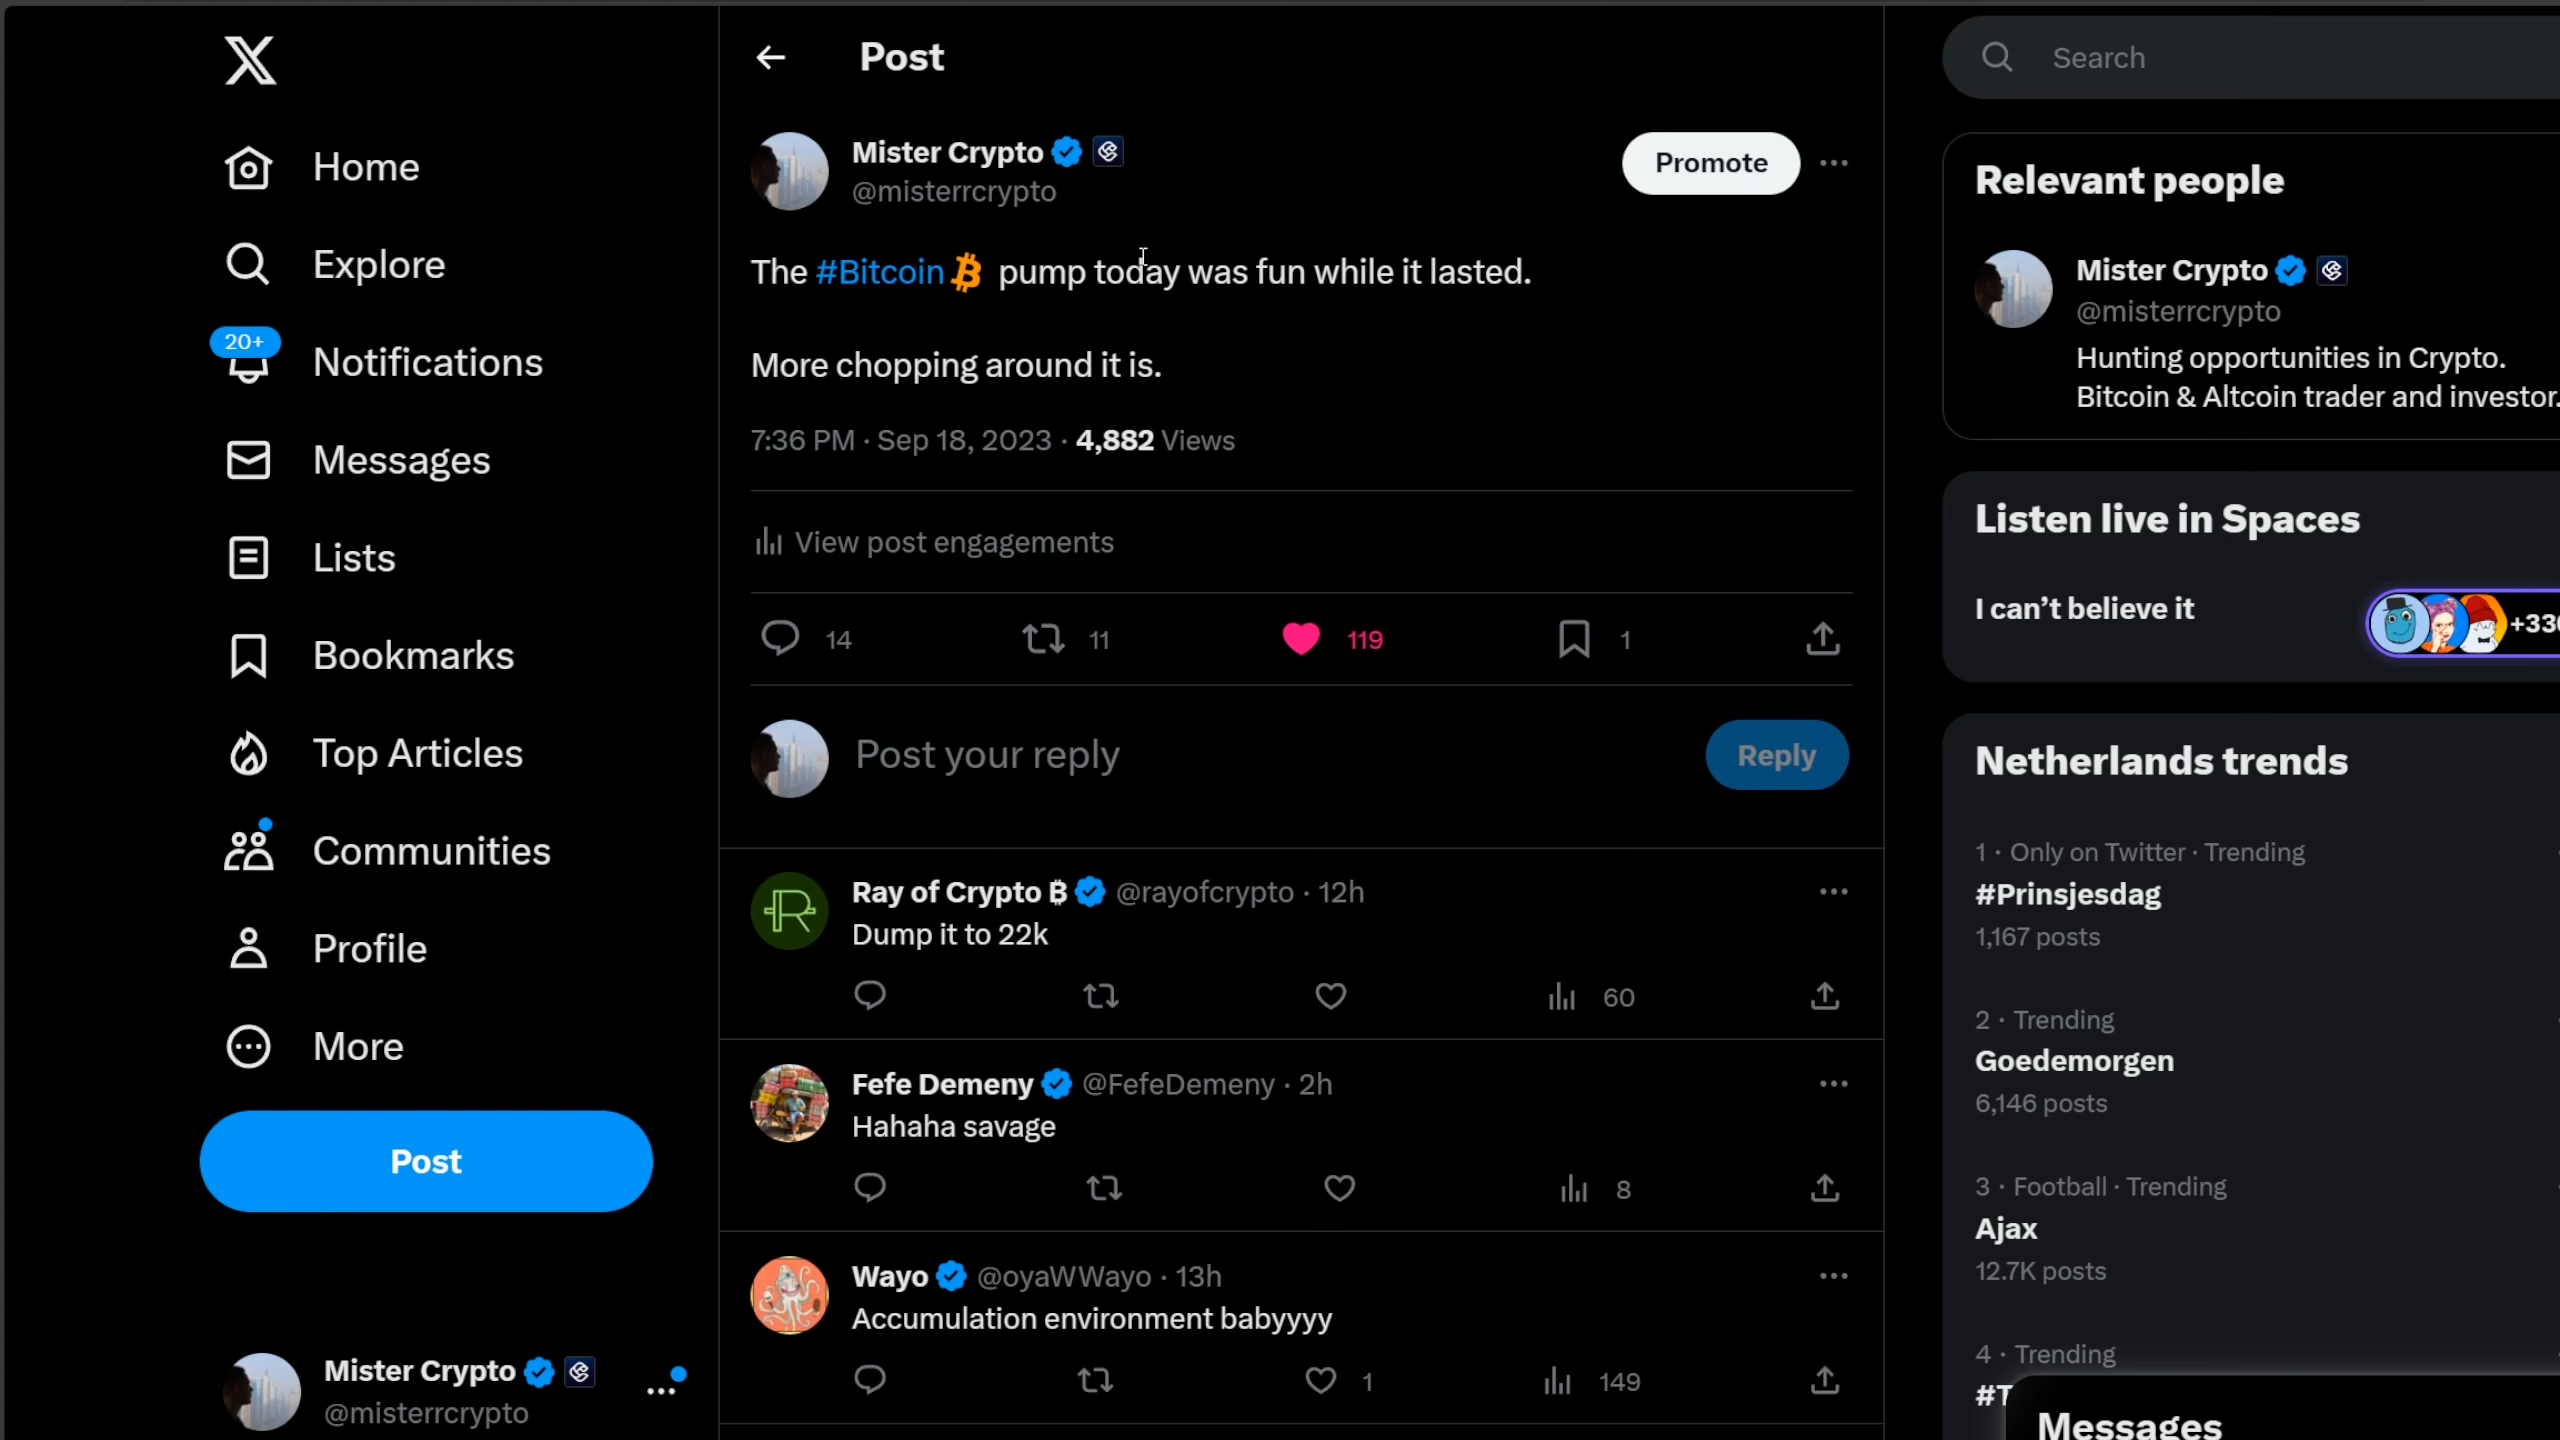 Home
Explore
20+
Notifications
Messages
Lists
Bookmarks
Top Articles
Communities
Profile
More
Post
Mister Crypto
@misterrcrypto
Post
Mister Crypto
@misterrcrypto
Promote
The #Bitcoin pump today was fun while it lasted.
More chopping around it is.
7:36 PM · Sep 18, 2023 · 4,882 Views
View post engagements
14 11 119 1
Post your reply
Reply
Ray of Crypto ₿ @rayofcrypto · 12h
Dump it to 22k
60
Fefe Demeny @FefeDemeny · 2h
Hahaha savage
8
Wayo @oyaWWayo · 13h
Accumulation environment babyyyy
1 149
Search
Relevant people
Mister Crypto
@misterrcrypto
Hunting opportunities in Crypto.
Bitcoin & Altcoin trader and investor.
Listen live in Spaces
I can’t believe it
Netherlands trends
1 · Only on Twitter · Trending
#Prinsjesdag
1,167 posts
2 · Trending
Goedemorgen
6,146 posts
3 · Football · Trending
Ajax
12.7K posts
4 · Trending
Messages